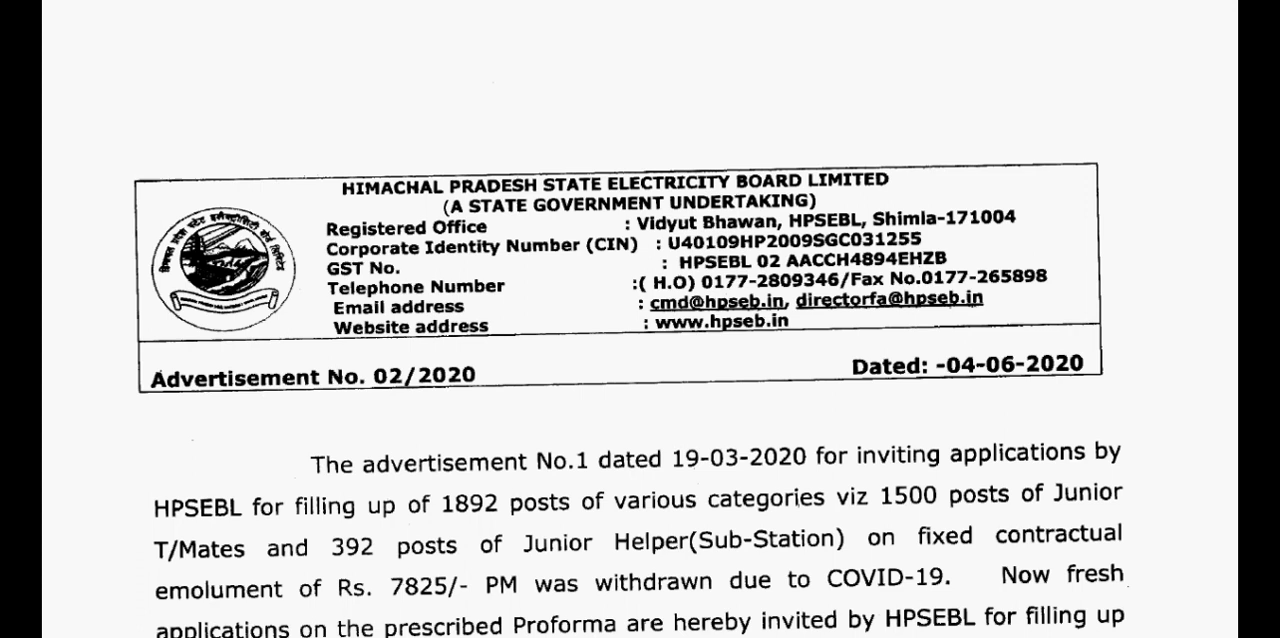 HIMACHAL PRADESH STATE ELECTRICITY BOARD LIMITED
(A STATE GOVERNMENT UNDERTAKING)
Registered Office : Vidyut Bhawan, HPSEBL, Shimla-171004
Corporate Identity Number (CIN) : U40109HP2009SGC031255
GST No. : HPSEBL 02 AACCH4894EHZB
Telephone Number :( H.O) 0177-2809346/Fax No.0177-265898
Email address : cmd@hpseb.in, directorfa@hpseb.in
Website address : www.hpseb.in
Advertisement No. 02/2020 Dated: -04-06-2020
The advertisement No.1 dated 19-03-2020 for inviting applications by
HPSEBL for filling up of 1892 posts of various categories viz 1500 posts of Junior
T/Mates and 392 posts of Junior Helper(Sub-Station) on fixed contractual
emolument of Rs. 7825/- PM was withdrawn due to COVID-19. Now fresh
applications on the prescribed Proforma are hereby invited by HPSEBL for filling up